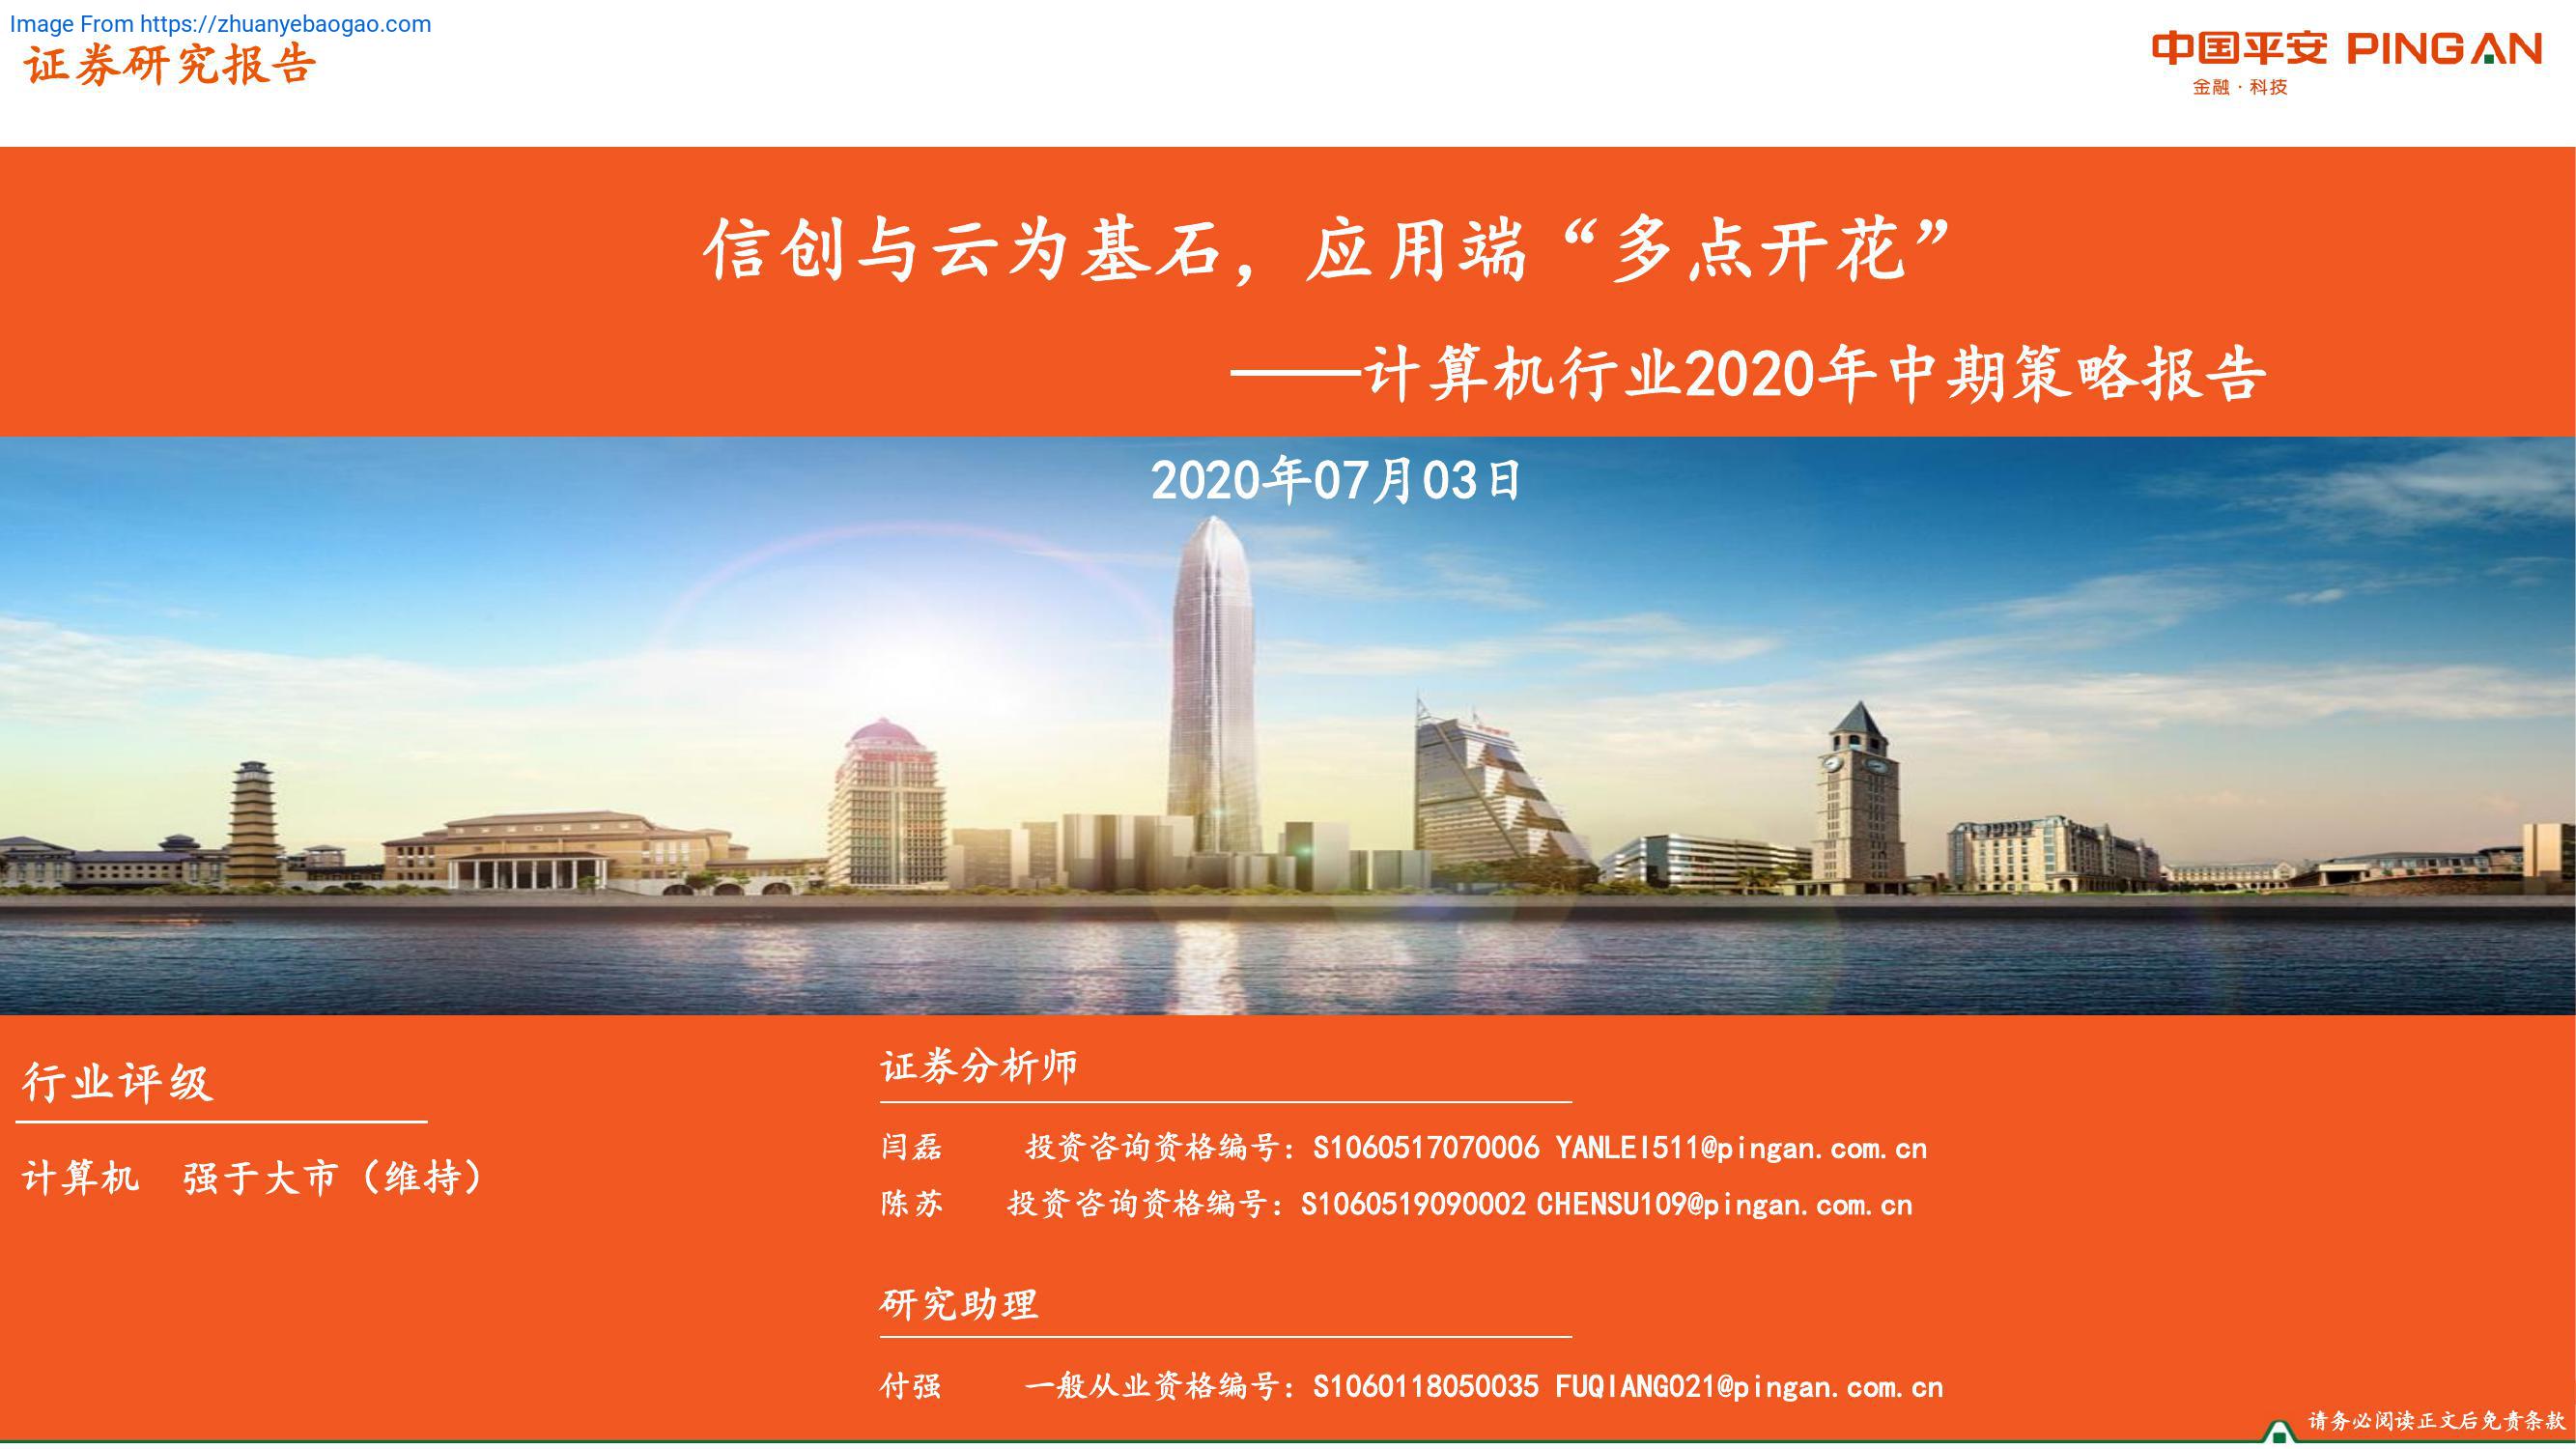 Image From https://zhuanyebaogao.com
证券研究报告
中国平安 PINGAN
金融·科技
信创与云为基石，应用端“多点开花”
——计算机行业2020年中期策略报告
2020年07月03日
行业评级
计算机 强于大市（维持）
证券分析师
闫磊 投资咨询资格编号：S1060517070006 YANLEI511@pingan.com.cn
陈苏 投资咨询资格编号：S1060519090002 CHENSU109@pingan.com.cn
研究助理
付强 一般从业资格编号：S1060118050035 FUQIANG021@pingan.com.cn
请务必阅读正文后免责条款